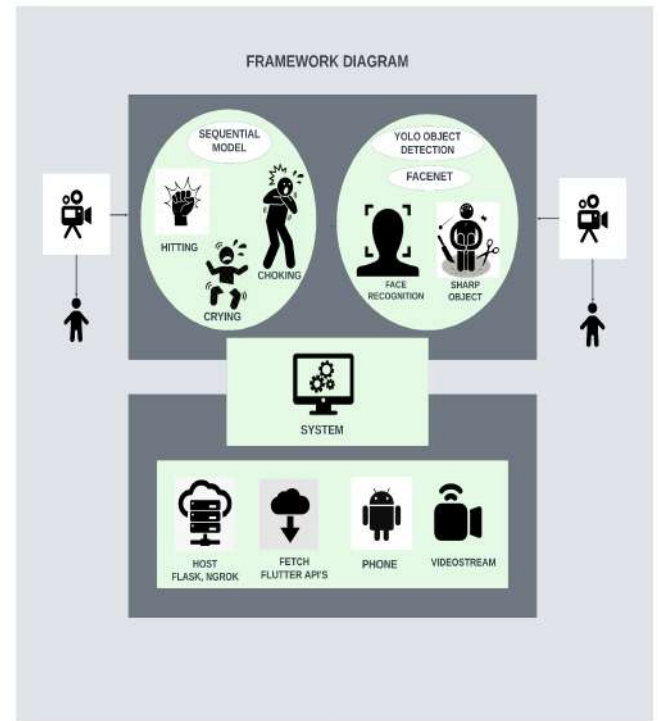 FRAMEWORK DIAGRAM
SEQUENTIAL
MODEL
HITTING
CHOKING
CRYING
YOLO OBJECT
DETECTION
FACENET
FACE
RECOGNITION
SHARP
OBJECT
SYSTEM
HOST
FLASK, NGROK
FETCH
FLUTTER API'S
PHONE
VIDEOSTREAM